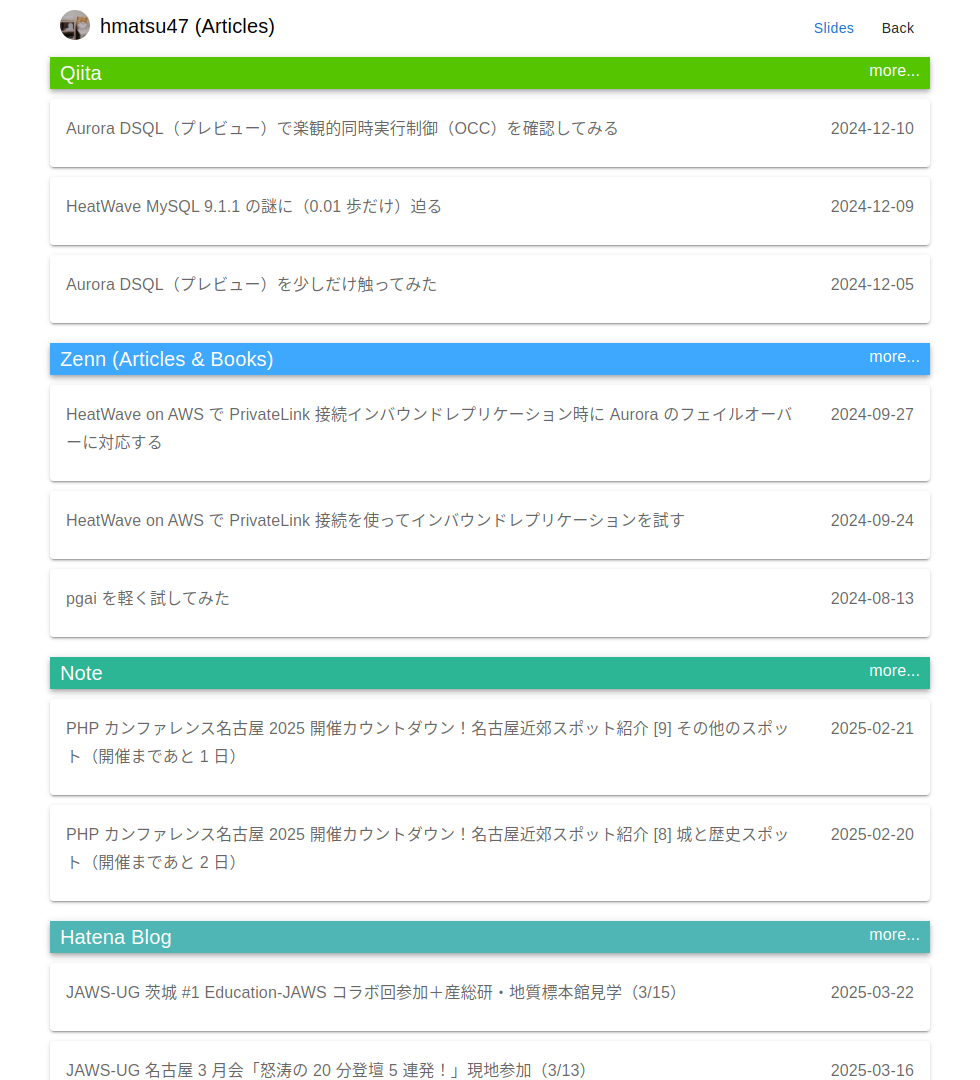 hmatsu47 (Articles)
Slides
Back
Qiita
more...
Aurora DSQL（プレビュー）で楽観的同時実行制御（OCC）を確認してみる
2024-12-10
HeatWave MySQL 9.1.1 の謎に（0.01 歩だけ）迫る
2024-12-09
Aurora DSQL（プレビュー）を少しだけ触ってみた
2024-12-05
Zenn (Articles & Books)
more...
HeatWave on AWS で PrivateLink 接続インバウンドレプリケーション時に Aurora のフェイルオーバ
2024-09-27
ーに対応する
HeatWave on AWS で PrivateLink 接続を使ってインバウンドレプリケーションを試す
2024-09-24
pgai を軽く試してみた
2024-08-13
Note
more...
PHP カンファレンス名古屋 2025 開催カウントダウン！名古屋近郊スポット紹介 [9] その他のスポッ
2025-02-21
ト（開催まであと 1 日）
PHP カンファレンス名古屋 2025 開催カウントダウン！名古屋近郊スポット紹介 [8] 城と歴史スポッ
2025-02-20
ト（開催まであと 2 日）
Hatena Blog
more...
JAWS-UG 茨城 #1 Education-JAWS コラボ回参加＋産総研・地質標本館見学（3/15）
2025-03-22
JAWS-UG 名古屋 3 月会「怒涛の 20 分登壇 5 連発！」現地参加（3/13）
2025-03-16